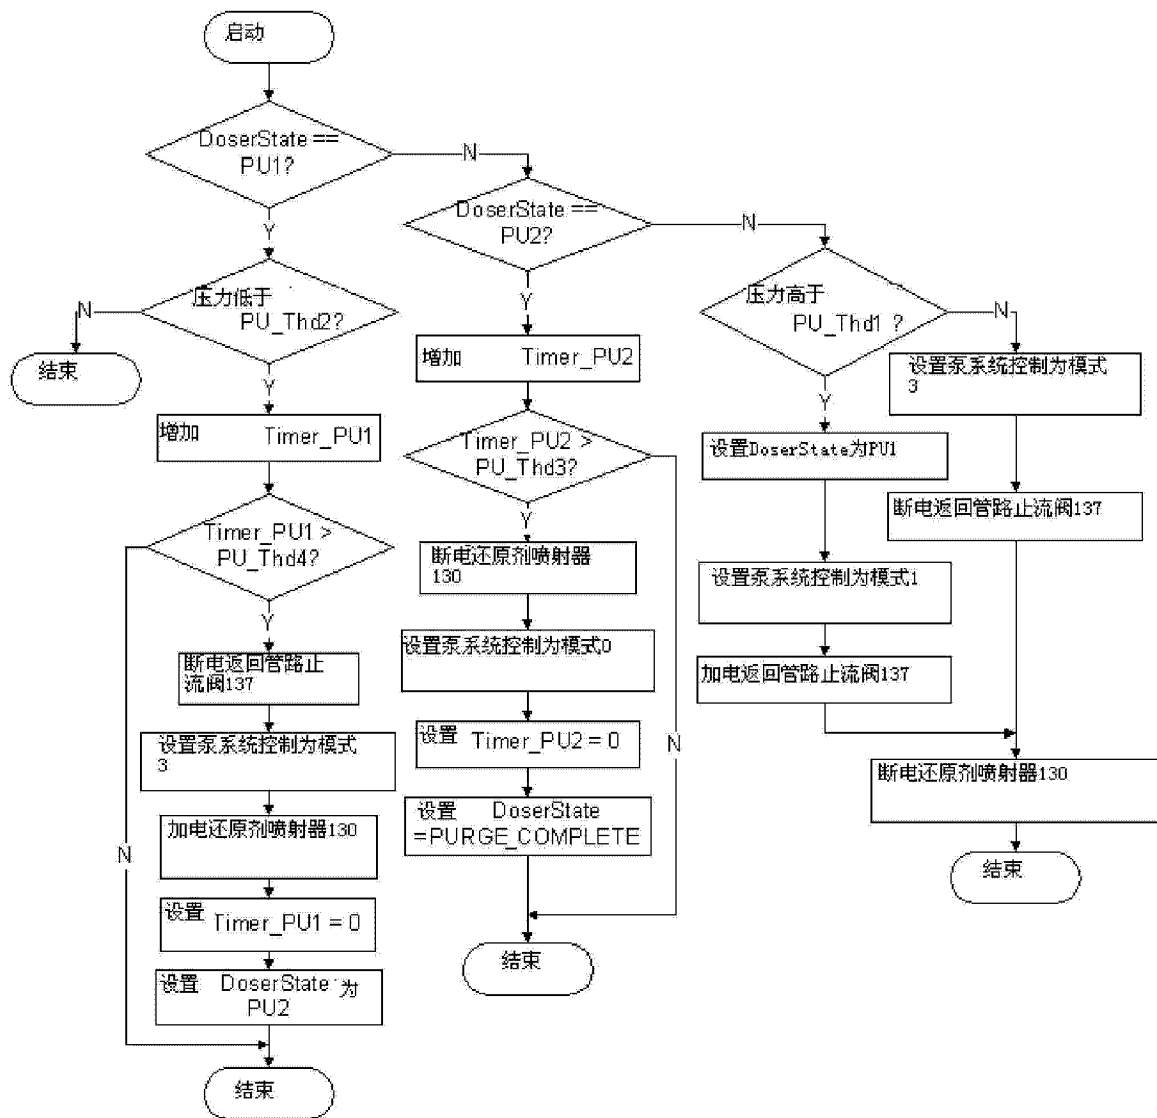 启动
DoserState ==
PU1?
N
Y
DoserState ==
PU2?
N
Y
压力低于
PU_Thd2?
N
结束
Y
增加 Timer_PU1
Timer_PU1 >
PU_Thd4?
N
Y
断电返回管路止
流阀137
设置泵系统控制为模式
3
加电还原剂喷射器130
设置 Timer_PU1 = 0
设置 DoserState 为
PU2
结束
增加 Timer_PU2
Timer_PU2 >
PU_Thd3?
N
Y
断电还原剂喷射器
130
设置泵系统控制为模式0
设置 Timer_PU2 = 0
设置 DoserState
=PURGE_COMPLETE
结束
压力高于
PU_Thd1 ?
N
Y
设置DoserState为PU1
设置泵系统控制为模式1
加电返回管路止流阀137
设置泵系统控制为模式
3
断电返回管路止流阀137
断电还原剂喷射器130
结束